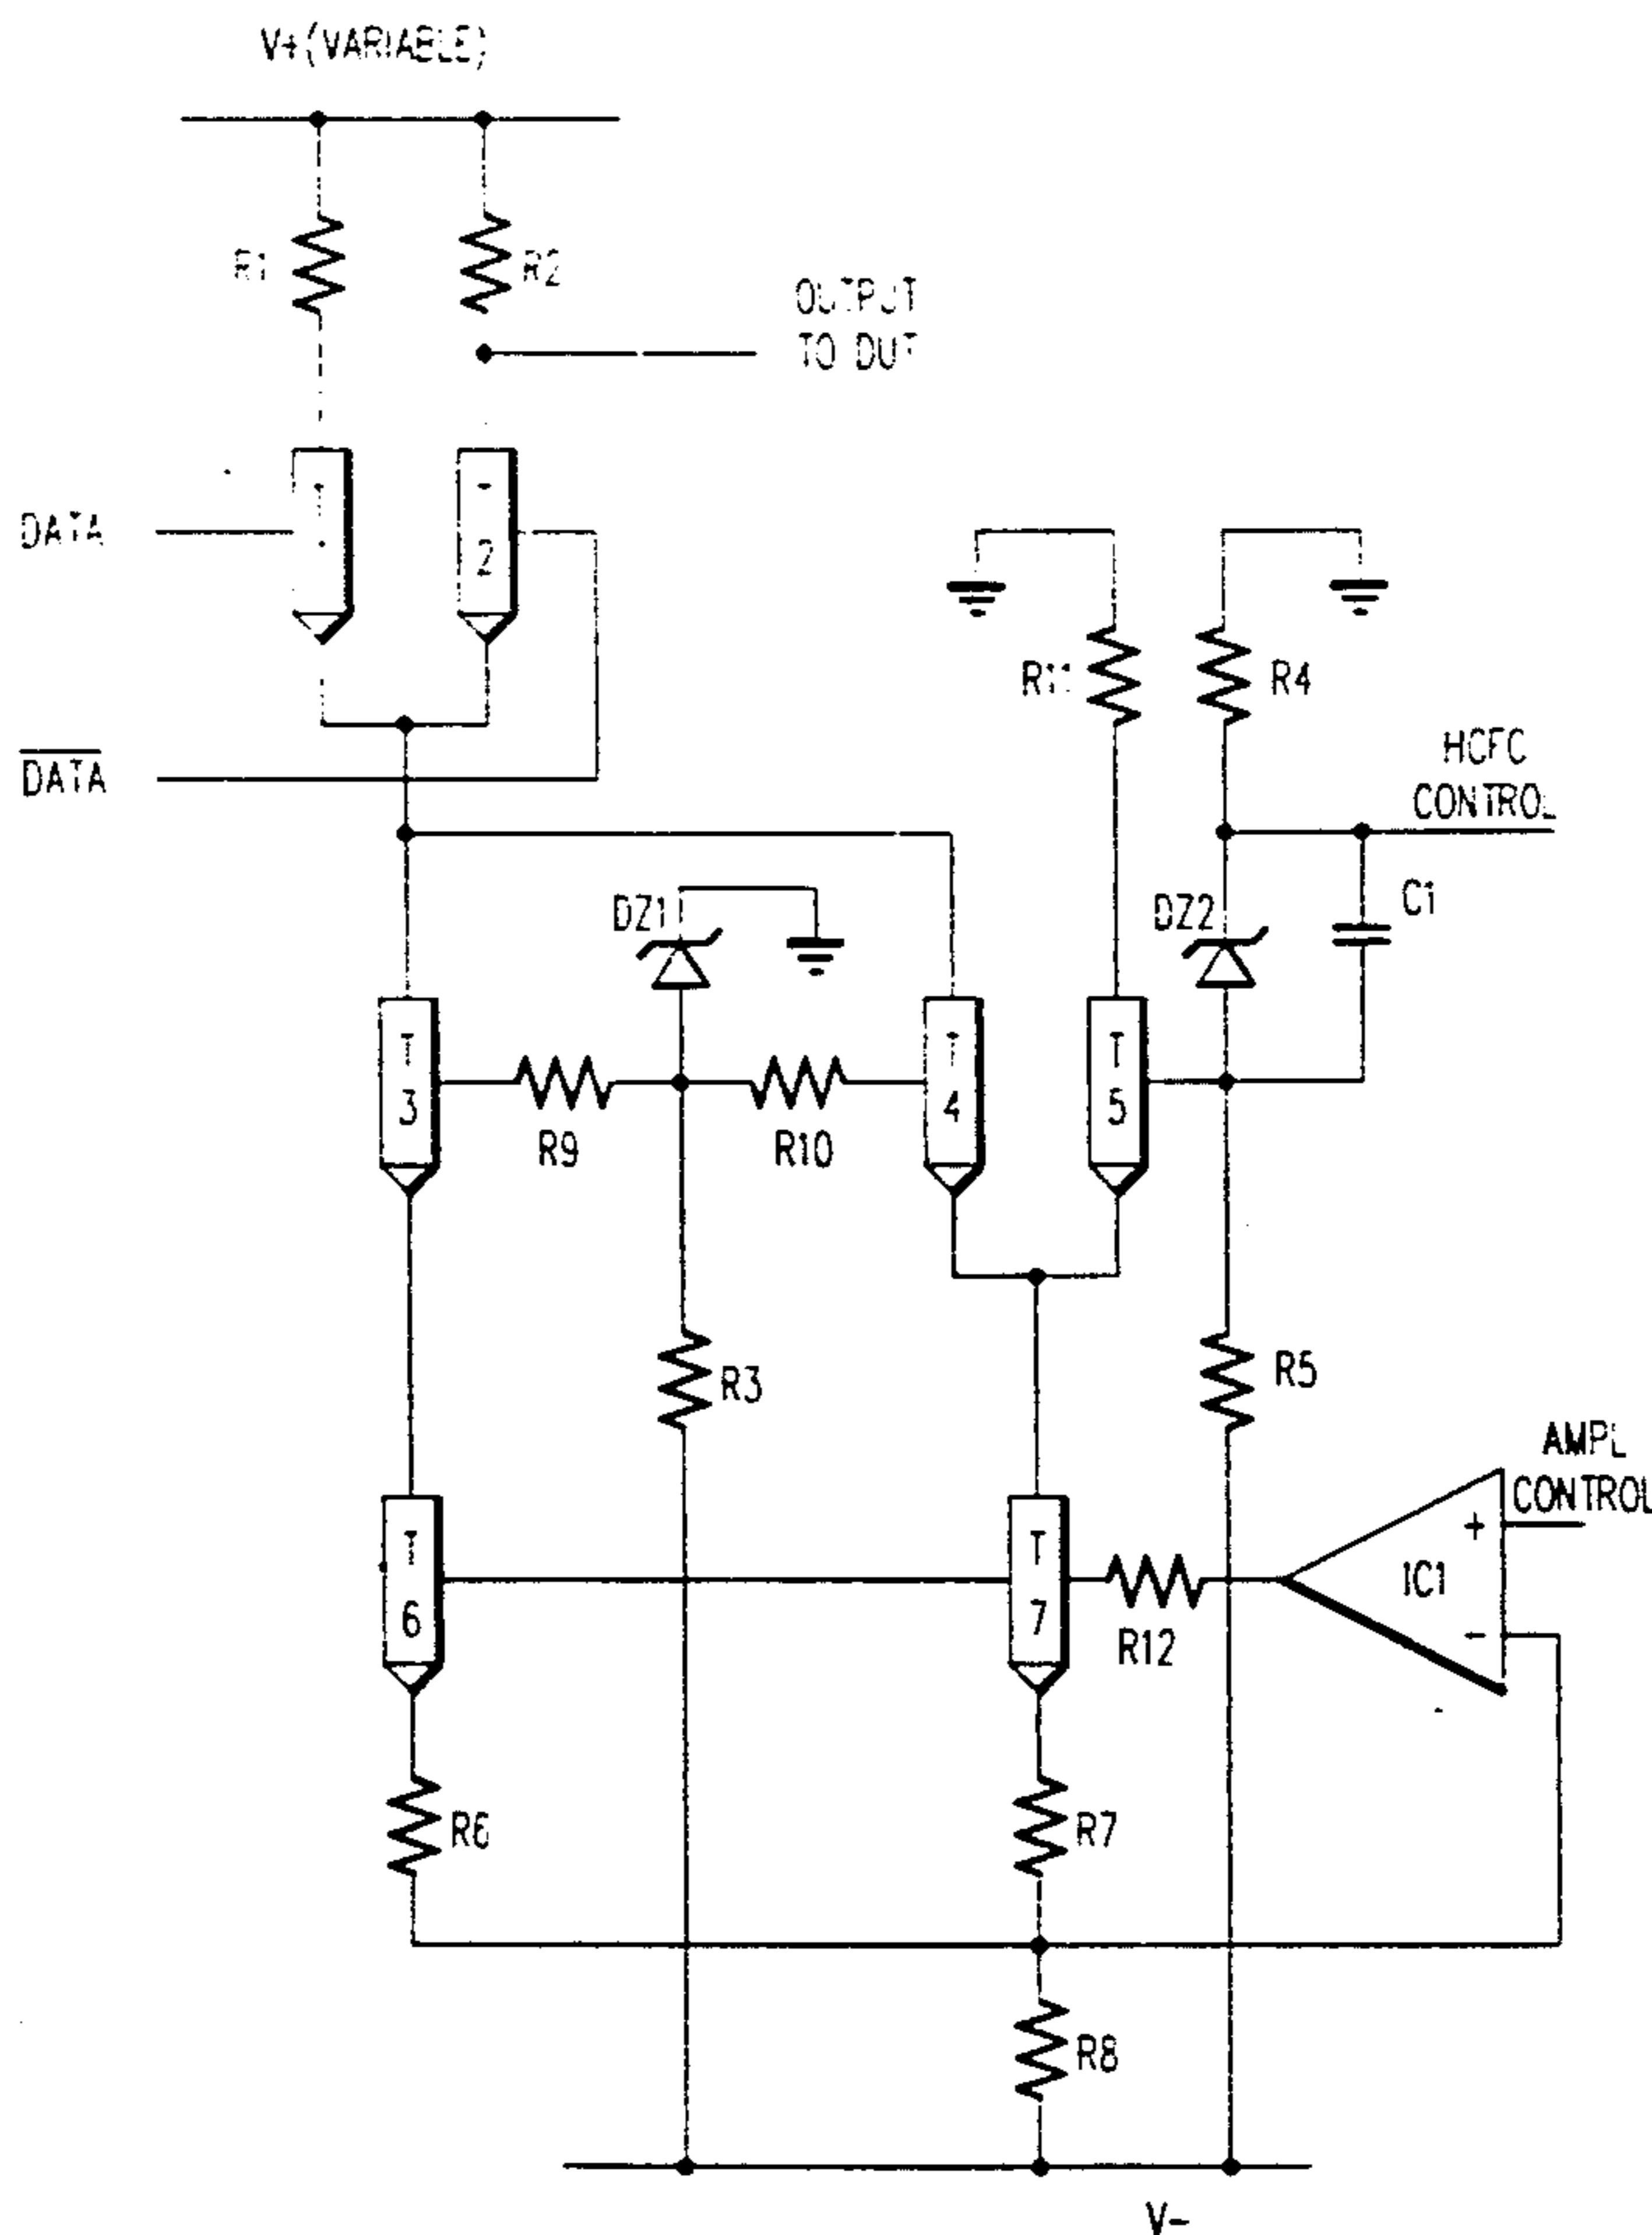 V+(VARIABLE)
R1
R2
OUTPUT
TO DUT
T
2
DATA
R11
R4
DATA
HCFC
CONTROL
DZ1
DZ2
C1
T
3
T
4
T
5
R9
R10
R3
R5
AMPL
CONTROL
+
T
6
T
7
IC1
−
R12
R6
R7
R8
V−